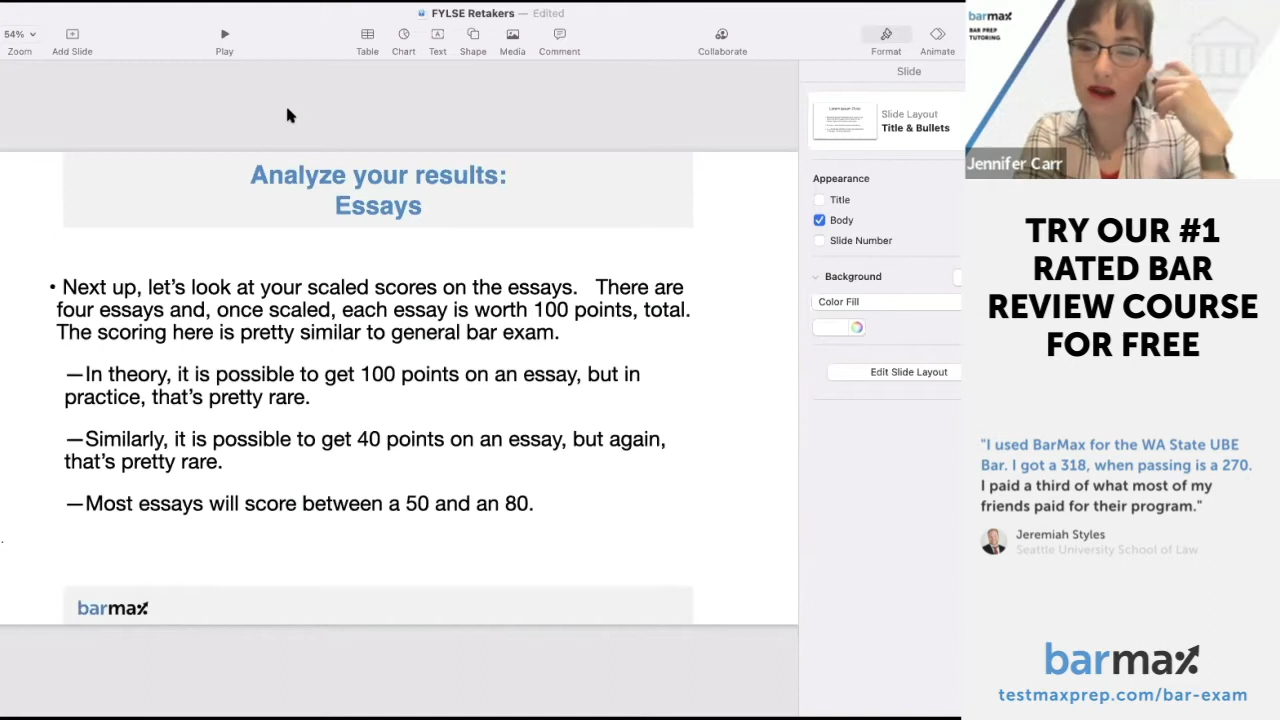 FYLSE Retakers — Edited
54%
Zoom
Add Slide
Play
Table
Chart
Text
Shape
Media
Comment
Collaborate
Format
Animate
Analyze your results:
Essays
• Next up, let's look at your scaled scores on the essays. There are
four essays and, once scaled, each essay is worth 100 points, total.
The scoring here is pretty similar to general bar exam.
—In theory, it is possible to get 100 points on an essay, but in
practice, that's pretty rare.
—Similarly, it is possible to get 40 points on an essay, but again,
that's pretty rare.
—Most essays will score between a 50 and an 80.
barmax
Slide
Slide Layout
Title & Bullets
Appearance
Title
Body
Slide Number
Background
Color Fill
Edit Slide Layout
barmax
BAR PREP
TUTORING
Jennifer Carr
TRY OUR #1
RATED BAR
REVIEW COURSE
FOR FREE
"I used BarMax for the WA State UBE
Bar. I got a 318, when passing is a 270.
I paid a third of what most of my
friends paid for their program."
Jeremiah Styles
Seattle University School of Law
barmax
testmaxprep.com/bar-exam